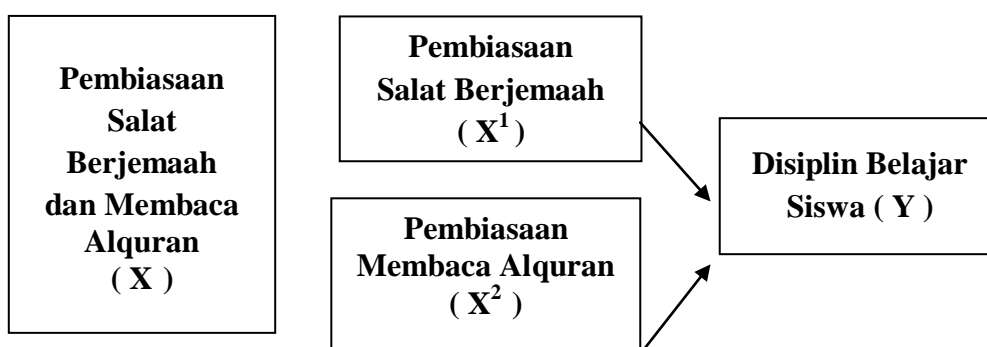 Pembiasaan
Salat
Berjemaah
dan Membaca
Alquran
( X )
Pembiasaan
Salat Berjemaah
( X¹ )
Pembiasaan
Membaca Alquran
( X² )
Disiplin Belajar
Siswa ( Y )